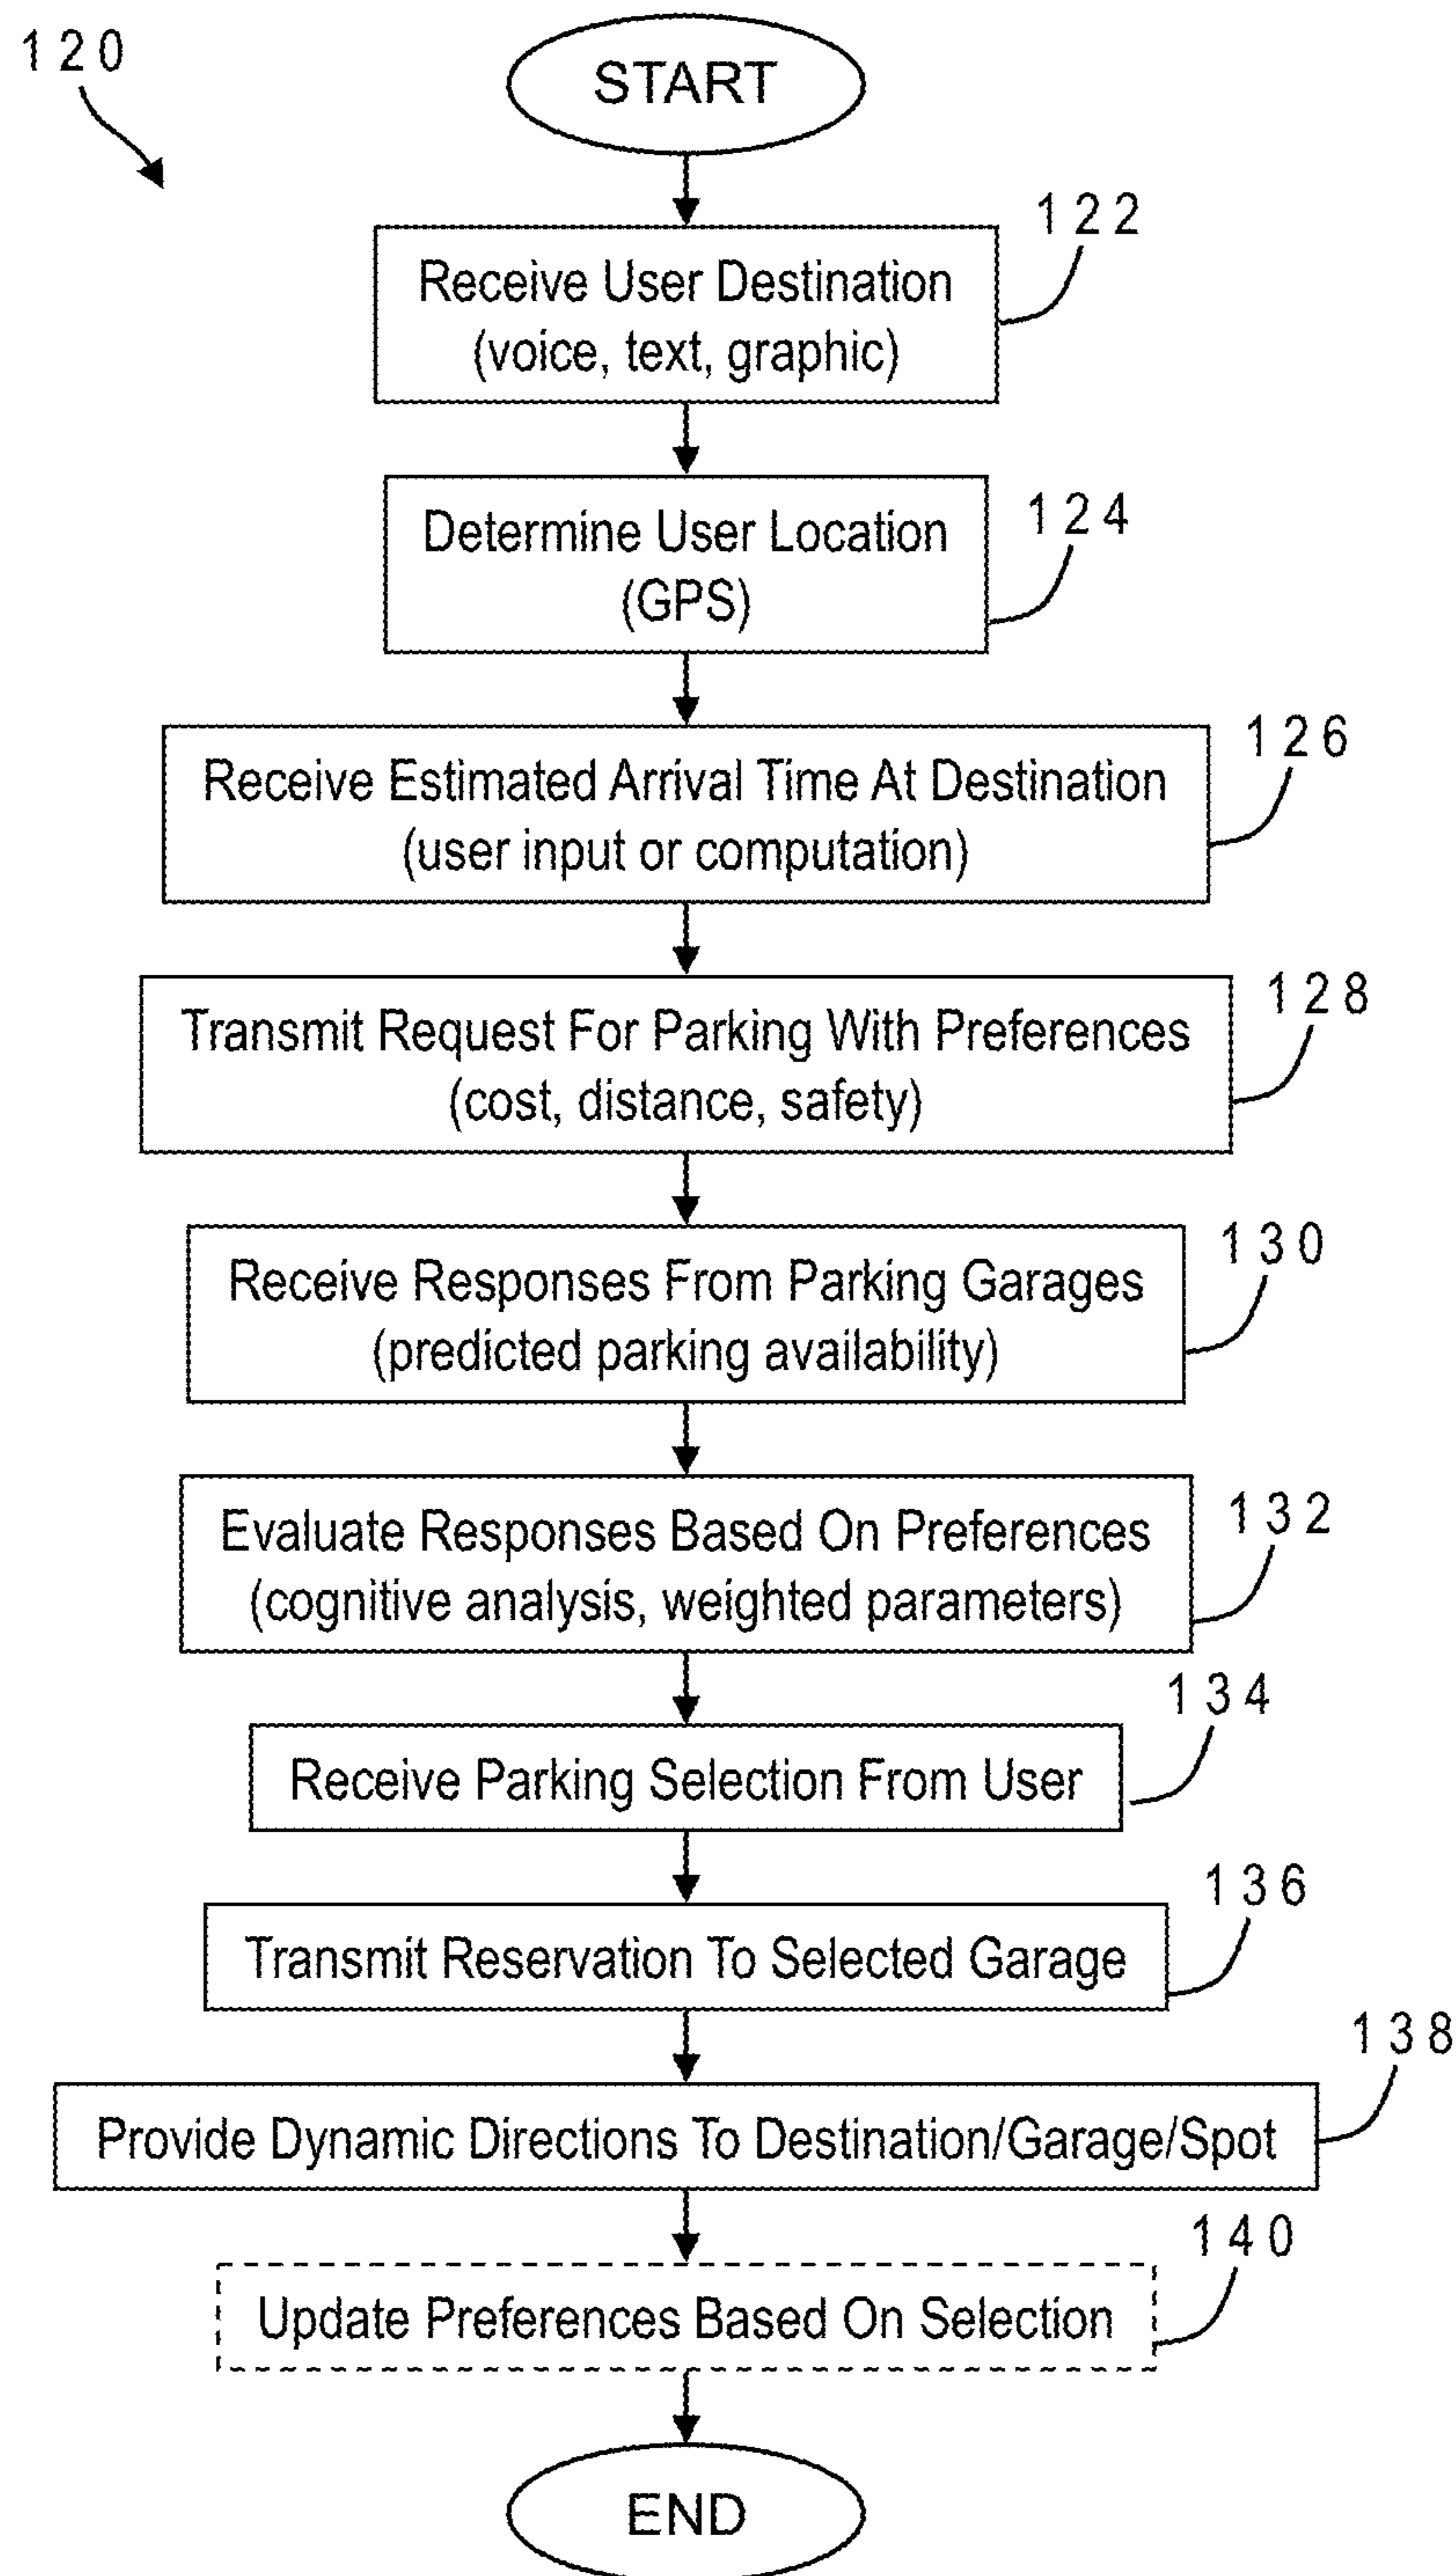 120
START
122
Receive User Destination
(voice, text, graphic)
124
Determine User Location
(GPS)
126
Receive Estimated Arrival Time At Destination
(user input or computation)
128
Transmit Request For Parking With Preferences
(cost, distance, safety)
130
Receive Responses From Parking Garages
(predicted parking availability)
132
Evaluate Responses Based On Preferences
(cognitive analysis, weighted parameters)
134
Receive Parking Selection From User
136
Transmit Reservation To Selected Garage
138
Provide Dynamic Directions To Destination/Garage/Spot
140
Update Preferences Based On Selection
END